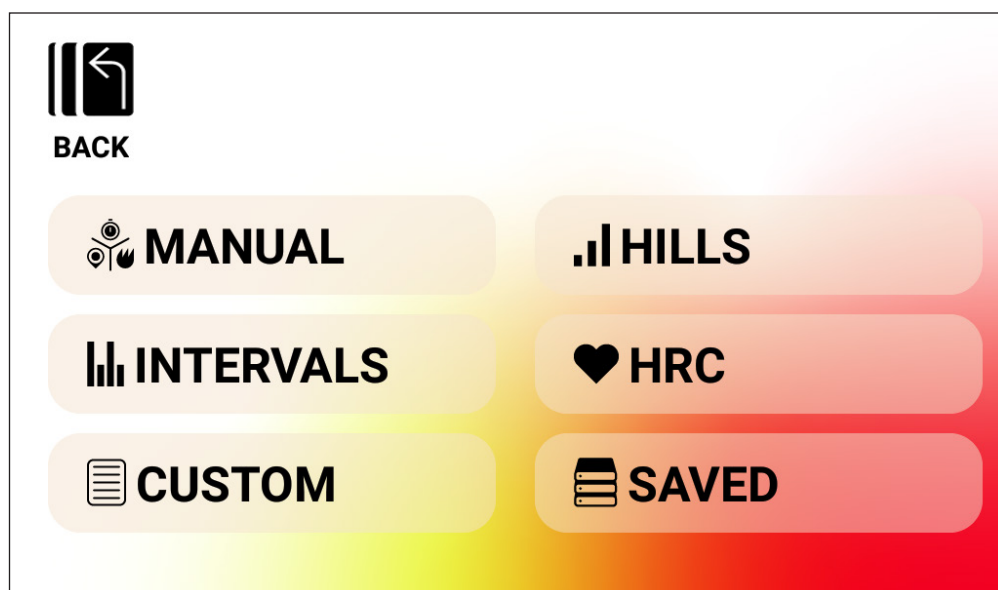 BACK
MANUAL
HILLS
INTERVALS
HRC
CUSTOM
SAVED